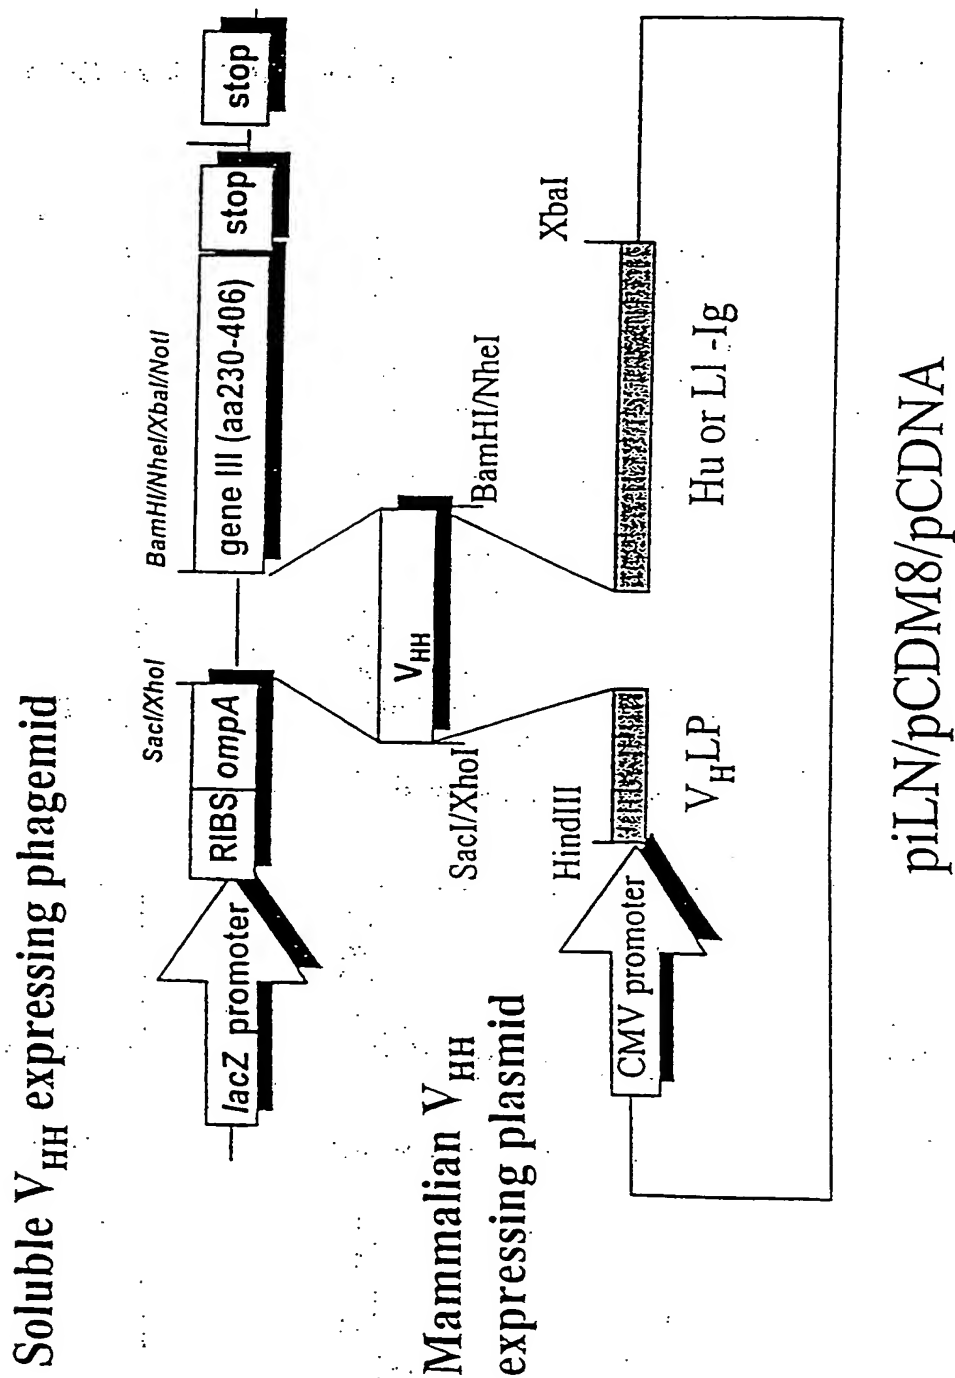 Soluble VHH expressing phagemid
SacI/XhoI
BamHI/NheI/XbaI/NotI
lacZ promoter
RIBS
ompA
gene III (aa230-406)
stop
stop
VHH
SacI/XhoI
BamHI/NheI
Mammalian VHH
expressing plasmid
HindIII
XbaI
CMV promoter
VHLP
Hu or Ll -Ig
piLN/pCDM8/pCDNA